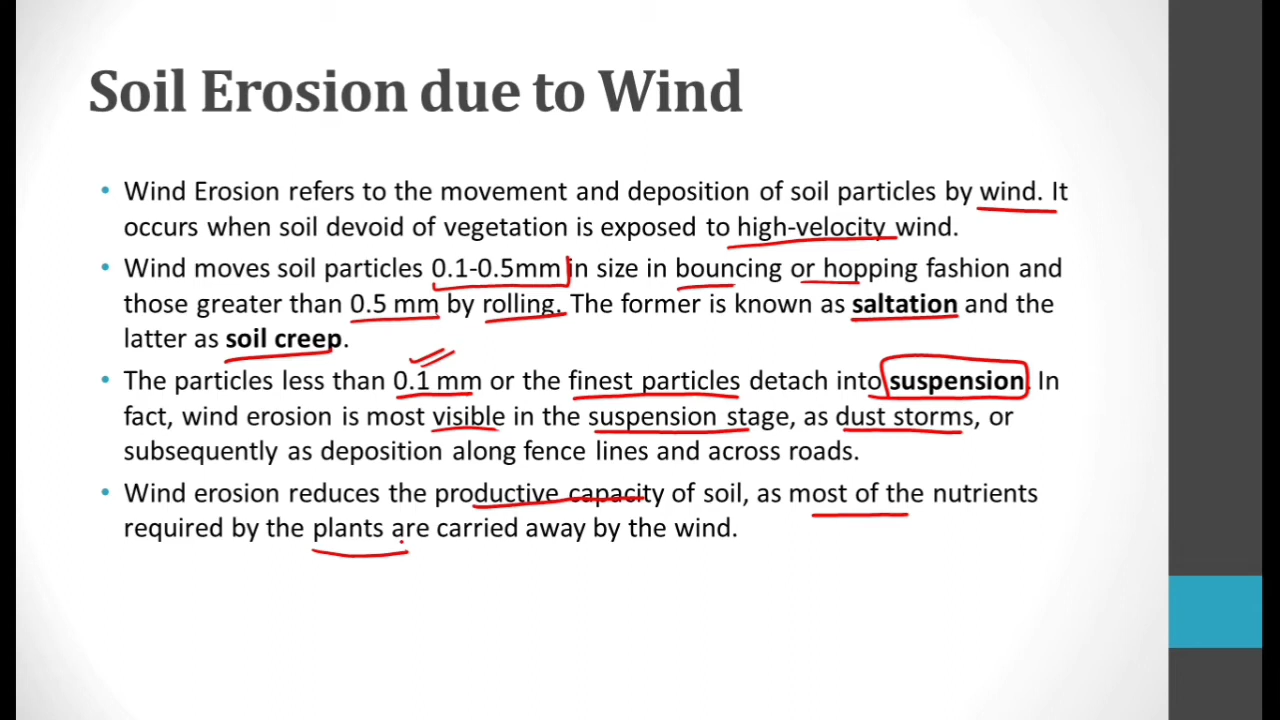 Soil Erosion due to Wind
• Wind Erosion refers to the movement and deposition of soil particles by wind. It
occurs when soil devoid of vegetation is exposed to high-velocity wind.
• Wind moves soil particles 0.1-0.5mm in size in bouncing or hopping fashion and
those greater than 0.5 mm by rolling. The former is known as saltation and the
latter as soil creep.
• The particles less than 0.1 mm or the finest particles detach into suspension. In
fact, wind erosion is most visible in the suspension stage, as dust storms, or
subsequently as deposition along fence lines and across roads.
• Wind erosion reduces the productive capacity of soil, as most of the nutrients
required by the plants are carried away by the wind.